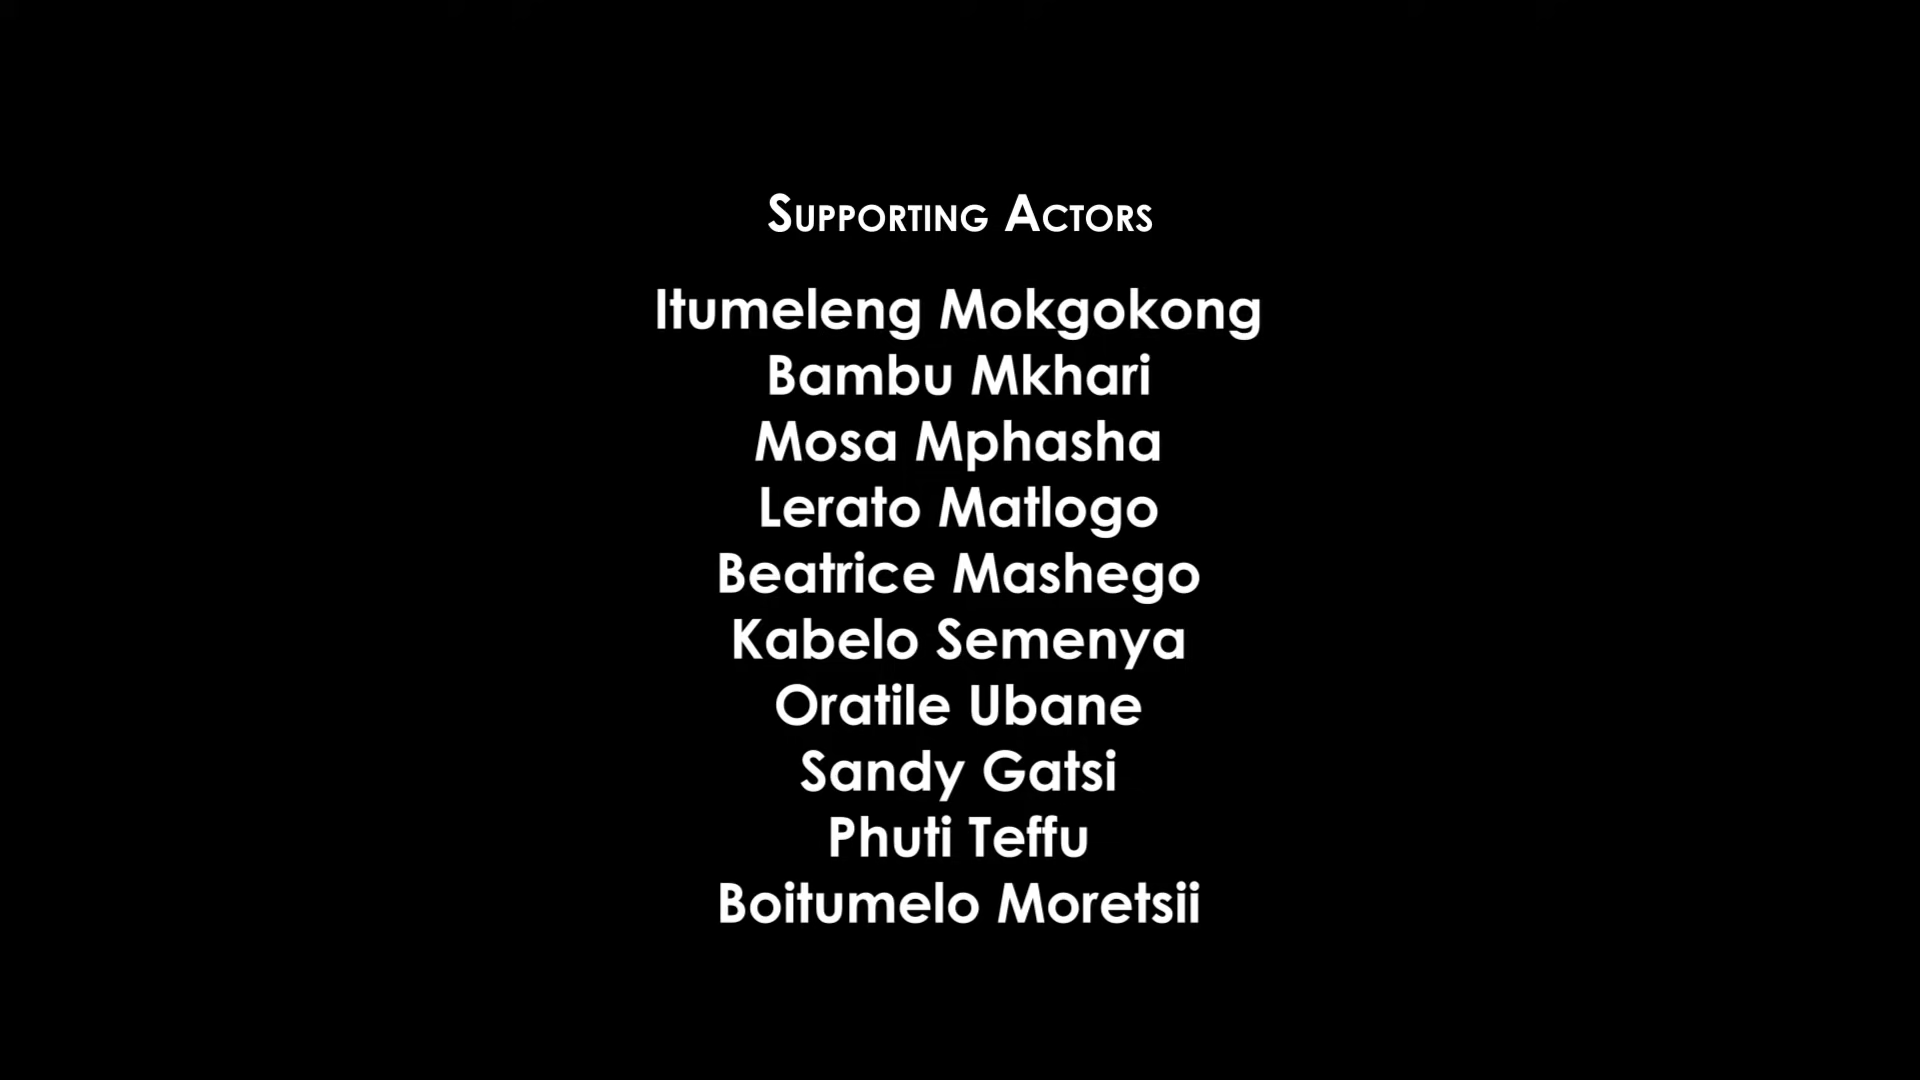 Supporting Actors
Itumeleng Mokgokong
Bambu Mkhari
Mosa Mphasha
Lerato Matlogo
Beatrice Mashego
Kabelo Semenya
Oratile Ubane
Sandy Gatsi
Phuti Teffu
Boitumelo Moretsii